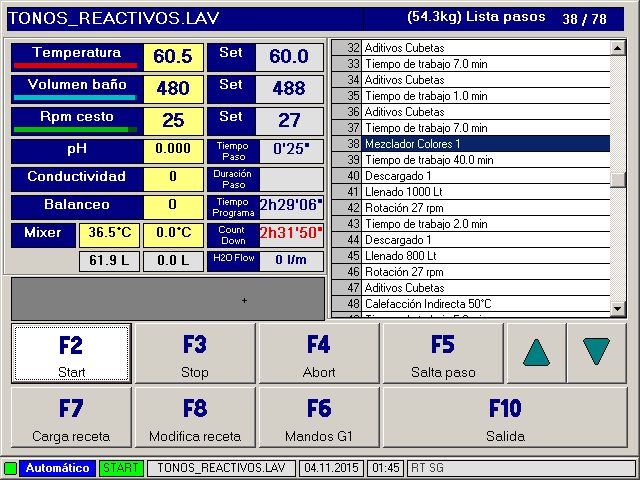 TONOS_REACTIVOS.LAV (54.3kg) Lista pasos 38 / 78
Temperatura 60.5 Set 60.0
Volumen baño 480 Set 488
Rpm cesto 25 Set 27
pH 0.000 Tiempo Paso 0'25"
Conductividad 0 Duración Paso
Balanceo 0 Tiempo Programa 2h29'06"
Mixer 36.5°C 0.0°C Count Down 2h31'50"
61.9 L 0.0 L H2O Flow 0 l/m
32 Aditivos Cubetas
33 Tiempo de trabajo 7.0 min
34 Aditivos Cubetas
35 Tiempo de trabajo 1.0 min
36 Aditivos Cubetas
37 Tiempo de trabajo 7.0 min
38 Mezclador Colores 1
39 Tiempo de trabajo 40.0 min
40 Descargado 1
41 Llenado 1000 Lt
42 Rotación 27 rpm
43 Tiempo de trabajo 2.0 min
44 Descargado 1
45 Llenado 800 Lt
46 Rotación 27 rpm
47 Aditivos Cubetas
48 Calefacción Indirecta 50°C
F2 F3 F4 F5
Start Stop Abort Salta paso
F7 F8 F6 F10
Carga receta Modifica receta Mandos G1 Salida
Automático START TONOS_REACTIVOS.LAV 04.11.2015 01:45 RT SG